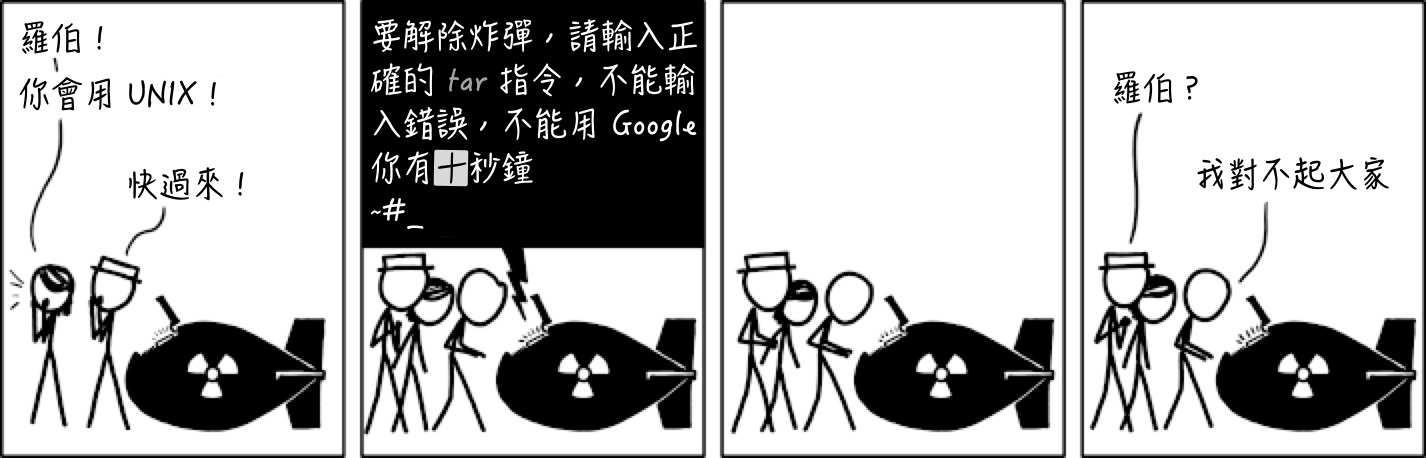 羅伯！
你會用 UNIX！
快過來！
要解除炸彈，請輸入正
確的 tar 指令，不能輸
入錯誤，不能用 Google
你有十秒鐘
~#_
羅伯？
我對不起大家